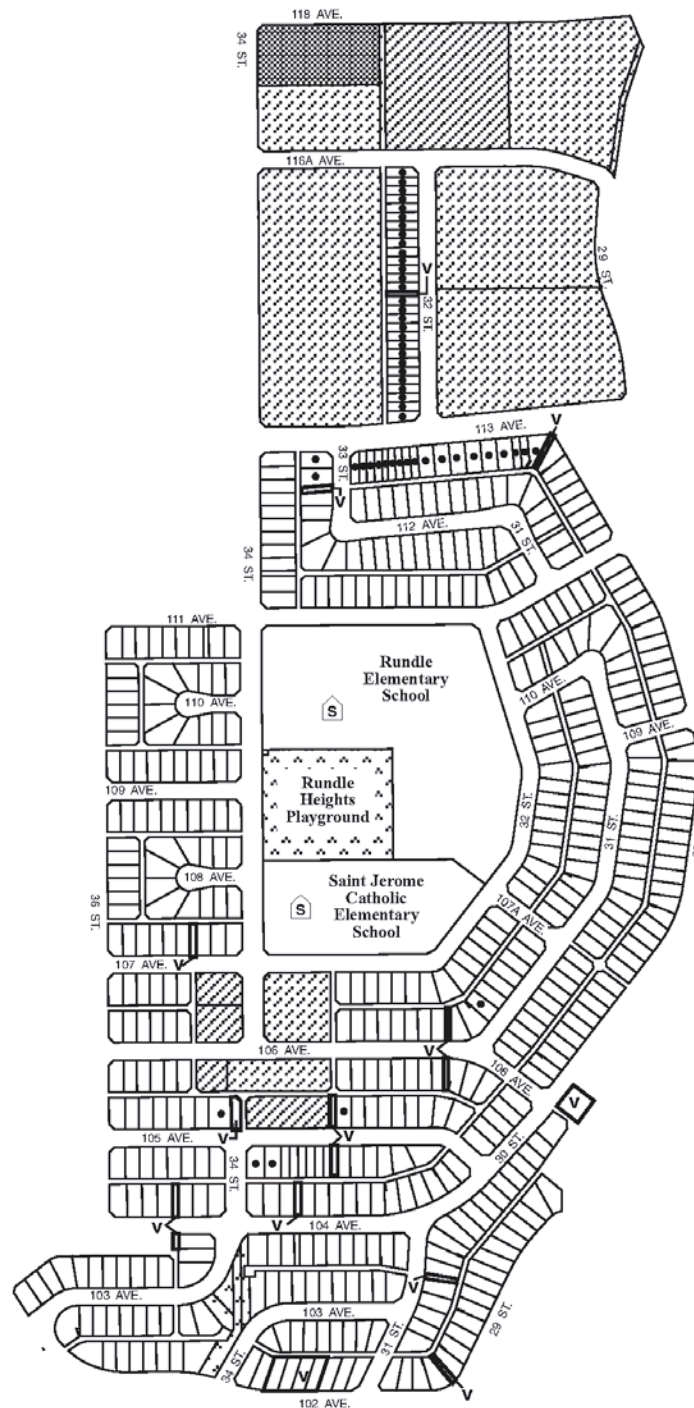 118 AVE.
34 ST.
118A AVE.
29 ST.
V
32 ST.
113 AVE.
V
33 ST.
V
112 AVE.
31 ST.
34 ST.
111 AVE.
Rundle
Elementary
School
S
110 AVE.
110 AVE.
109 AVE.
109 AVE.
Rundle
Heights
Playground
32 ST.
31 ST.
108 AVE.
Saint Jerome
Catholic
Elementary
School
S
36 ST.
107A AVE.
107 AVE.
V
106 AVE.
V
106 AVE.
V
105 AVE.
V
V
34 ST.
30 ST.
V
V
104 AVE.
V
103 AVE.
103 AVE.
29 ST.
31 ST.
34 ST.
V
V
102 AVE.